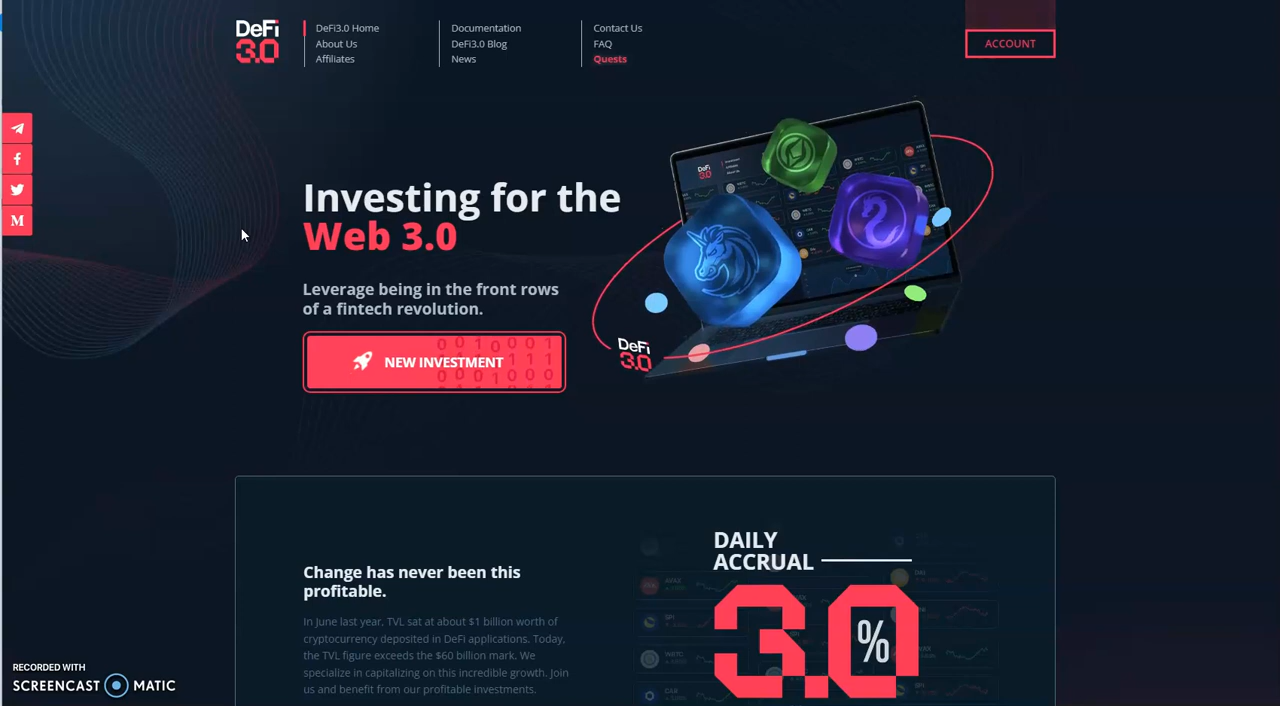 DeFi
3.0
DeFi3.0 Home
About Us
Affiliates
Documentation
DeFi3.0 Blog
News
Contact Us
FAQ
Quests
ACCOUNT
M
Investing for the
Web 3.0
Leverage being in the front rows
of a fintech revolution.
NEW INVESTMENT
DeFi
3.0
Change has never been this
profitable.
In June last year, TVL sat at about $1 billion worth of
cryptocurrency deposited in DeFi applications. Today,
the TVL figure exceeds the $60 billion mark. We
specialize in capitalizing on this incredible growth. Join
us and benefit from our profitable investments.
DAILY
ACCRUAL
3.0%
RECORDED WITH
SCREENCAST MATIC